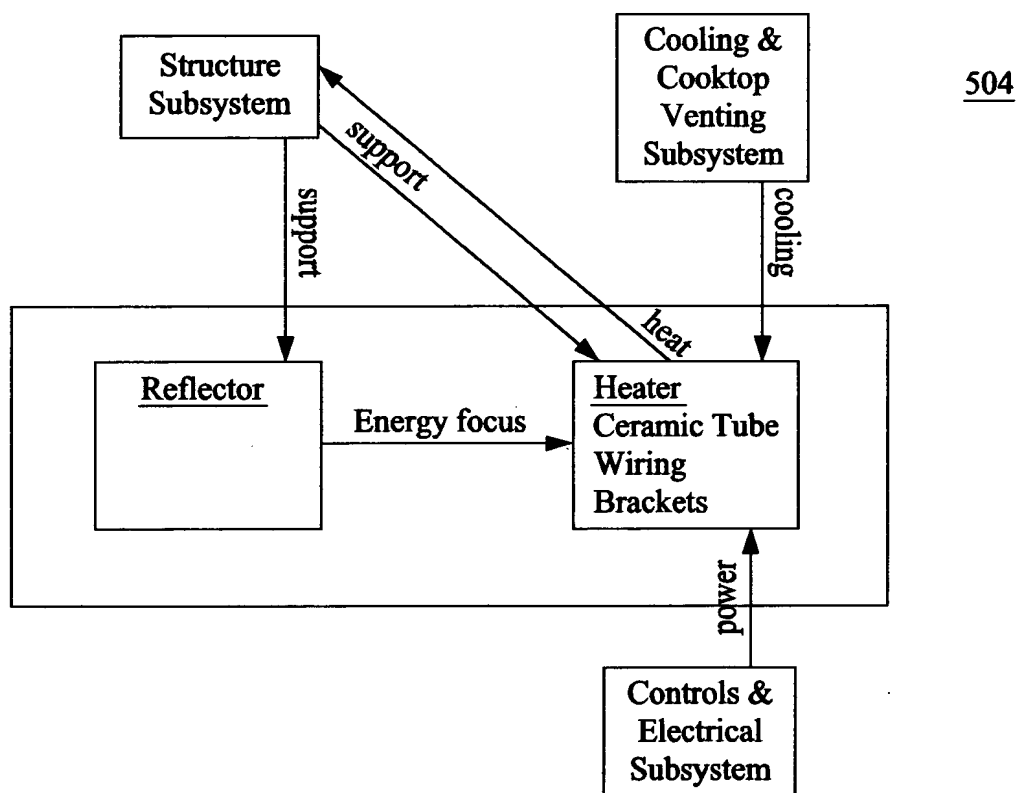 Structure
Subsystem
Cooling &
Cooktop
Venting
Subsystem
504
support
support
cooling
heat
Reflector
Energy focus
Heater
Ceramic Tube
Wiring
Brackets
power
Controls &
Electrical
Subsystem